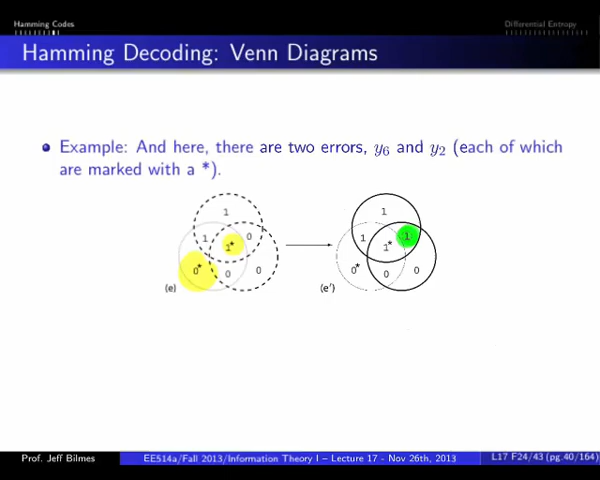 Hamming Codes
Differential Entropy
Hamming Decoding: Venn Diagrams
Example: And here, there are two errors, y6 and y2 (each of which
are marked with a *).
1
1 0
1*
0* 0 0
(e)
1
1 1
1*
0* 0 0
(e')
Prof. Jeff Bilmes
EE514a/Fall 2013/Information Theory I – Lecture 17 - Nov 26th, 2013
L17 F24/43 (pg.40/164)